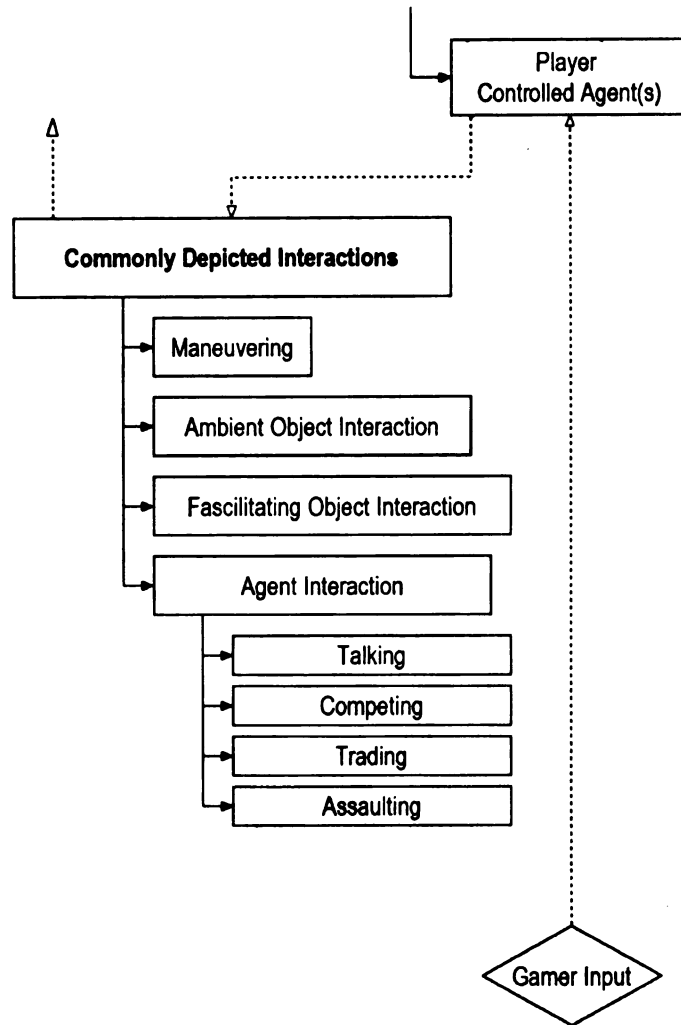 Player
Controlled Agent(s)
Commonly Depicted Interactions
Maneuvering
Ambient Object Interaction
Fascilitating Object Interaction
Agent Interaction
Talking
Competing
Trading
Assaulting
Gamer Input